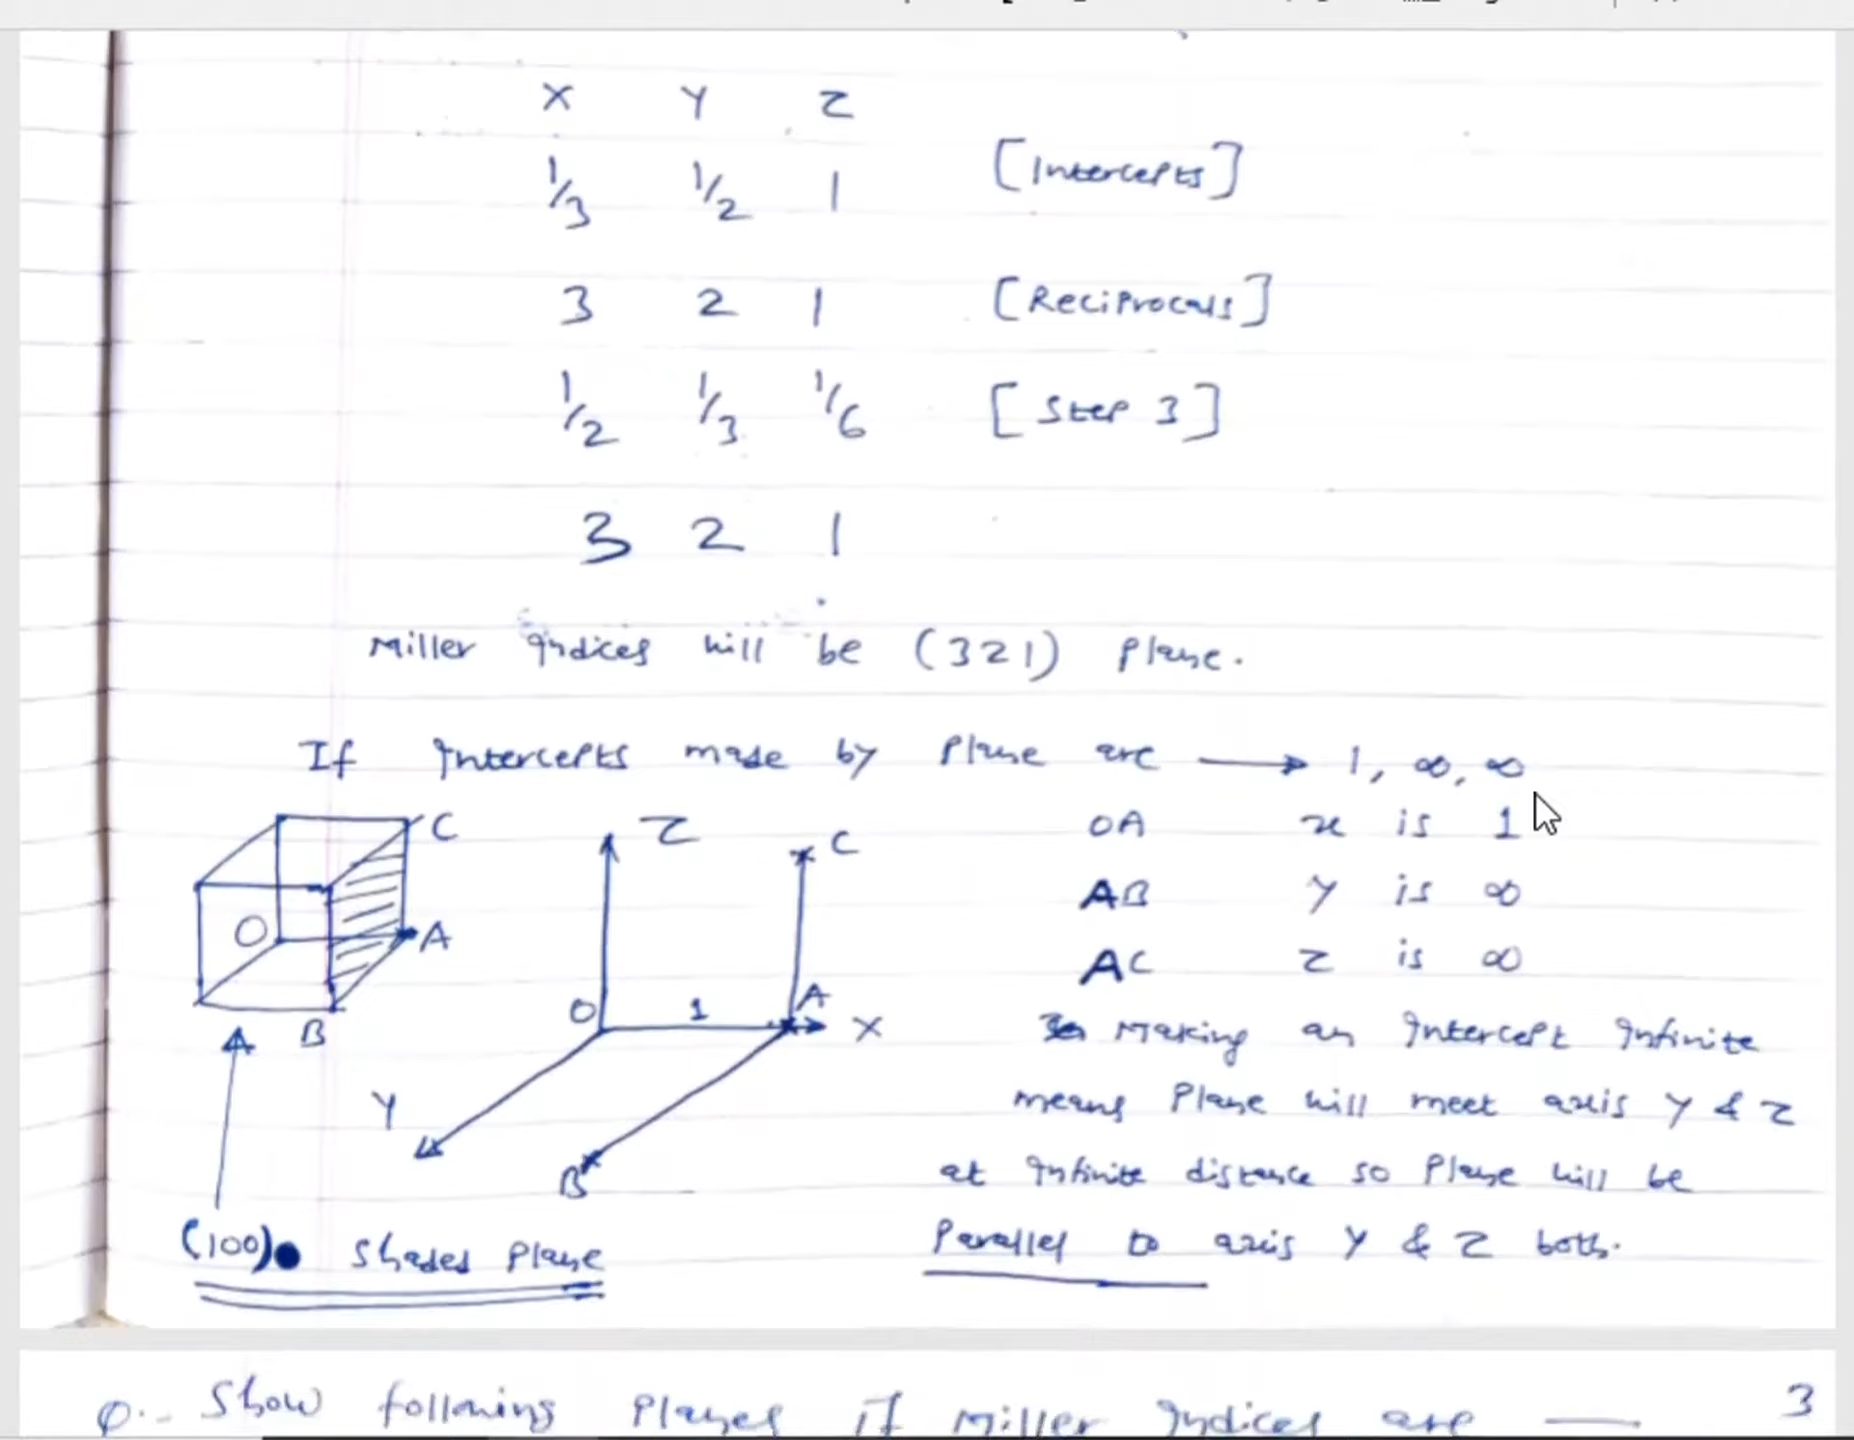 X Y Z
1/3 1/2 1 [Intercepts]
3 2 1 [Reciprocals]
1/2 1/3 1/6 [Step 3]
3 2 1
Miller Indices will be (321) Plane.
If Intercepts made by Plane are → 1, ∞, ∞
C Z C OA x is 1
O A AB y is ∞
AC z is ∞
B O 1 A X Making an Intercept Infinite
Y means Plane will meet axis Y & Z
B at Infinite distance so Plane will be
(100) Shaded Plane Parallel to axis Y & Z both.
Q.- Show following Planes if Miller Indices are — 3